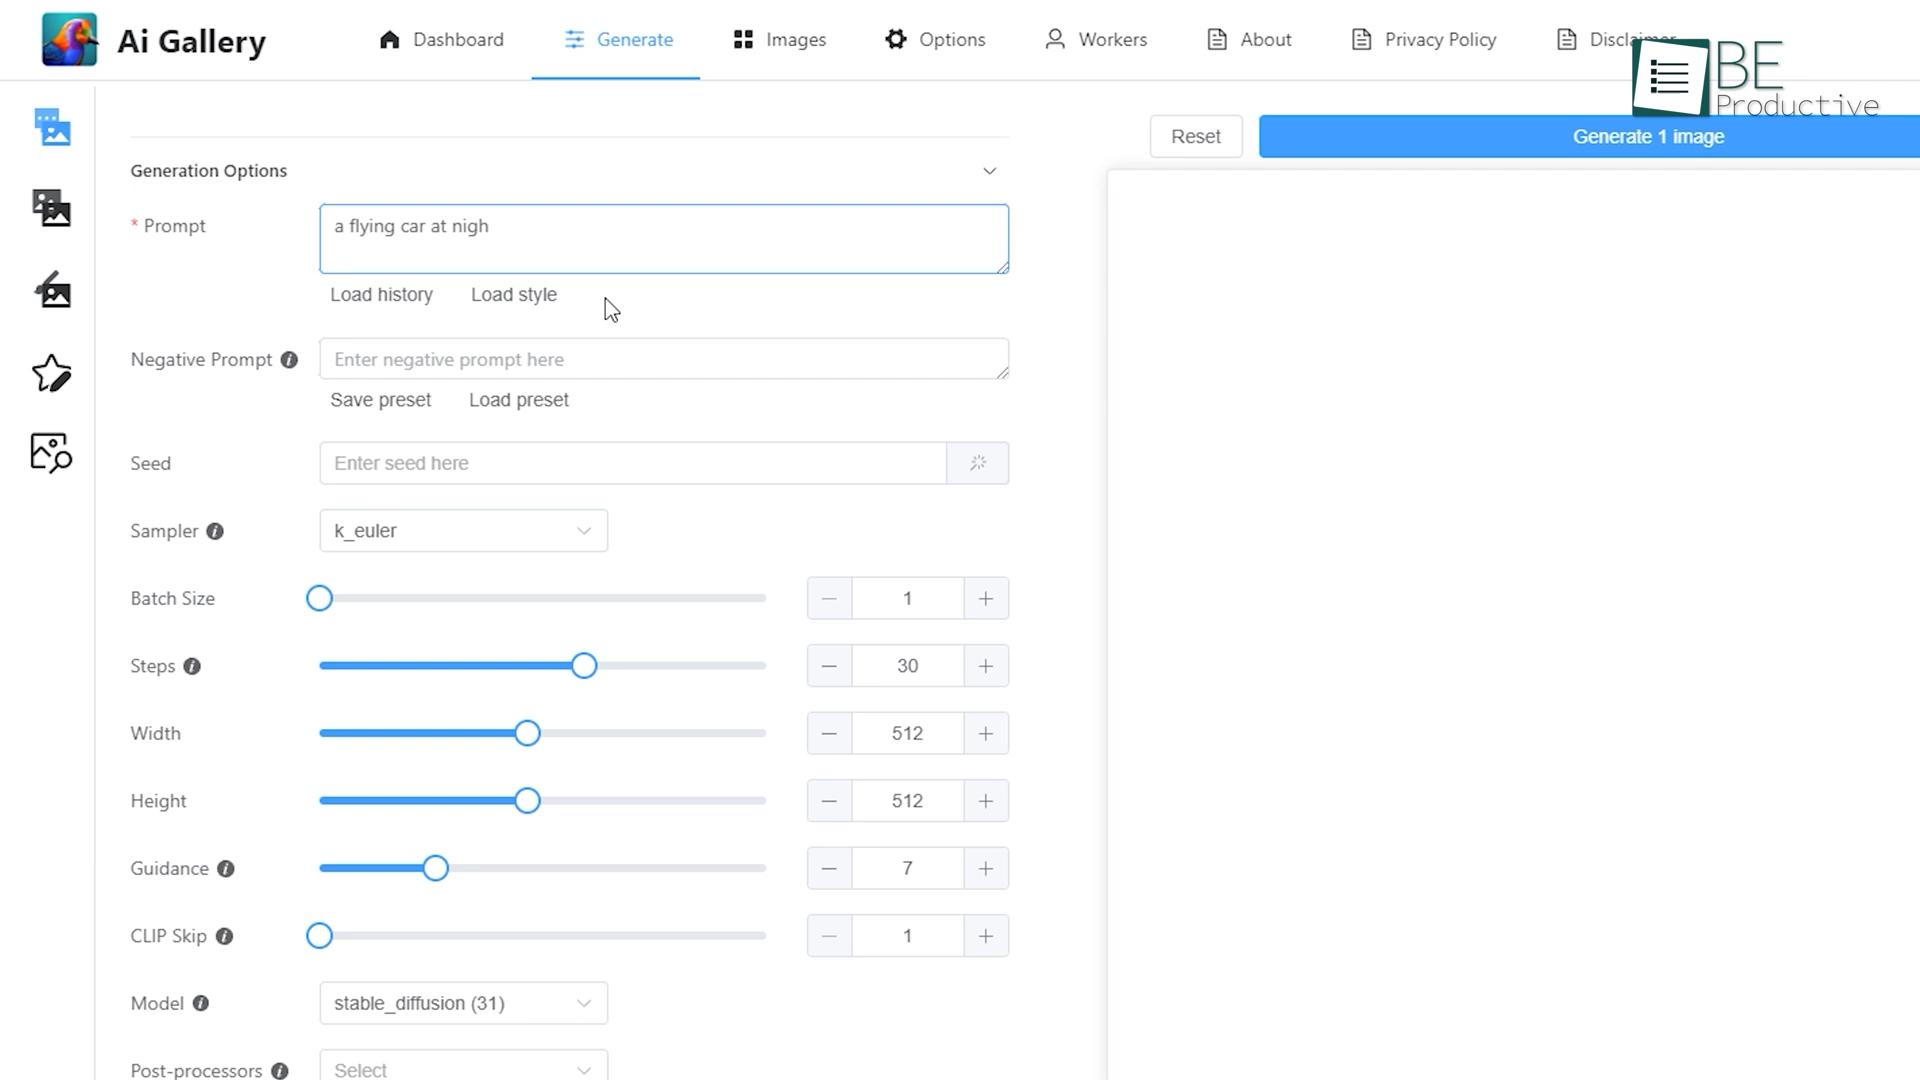 Ai Gallery
Dashboard
Generate
Images
Options
Workers
About
Privacy Policy
Disclaimer
BE
Productive
Reset
Generate 1 image
Generation Options
* Prompt
a flying car at nigh
Load history
Load style
Negative Prompt
Enter negative prompt here
Save preset
Load preset
Seed
Enter seed here
Sampler
k_euler
Batch Size
1
Steps
30
Width
512
Height
512
Guidance
7
CLIP Skip
1
Model
stable_diffusion (31)
Post-processors
Select